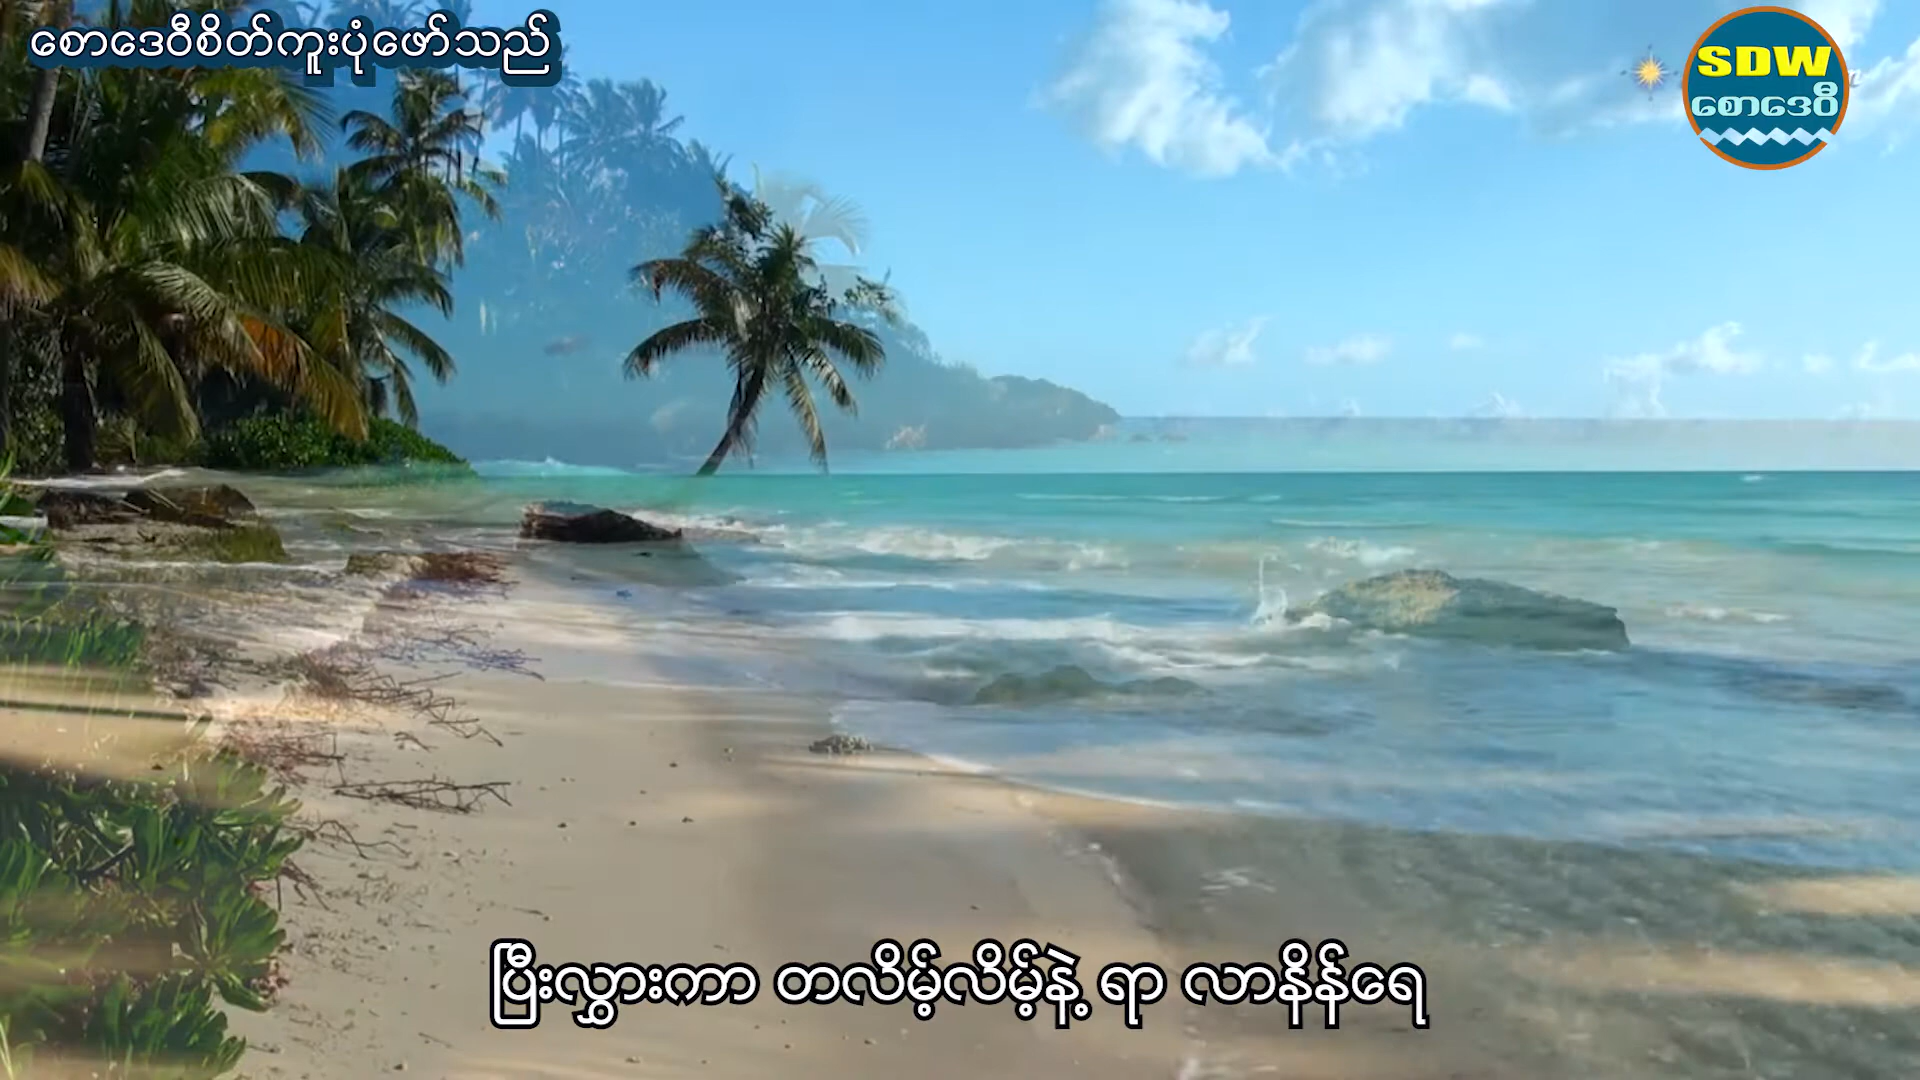 စောဒေဝီစိတ်ကူးပုံဖော်သည်
SDW
စောဒေဝီ
ပြီးလွှားကာ တလိမ့်လိမ့်နဲ့ ရာ လာနိန်ရေ